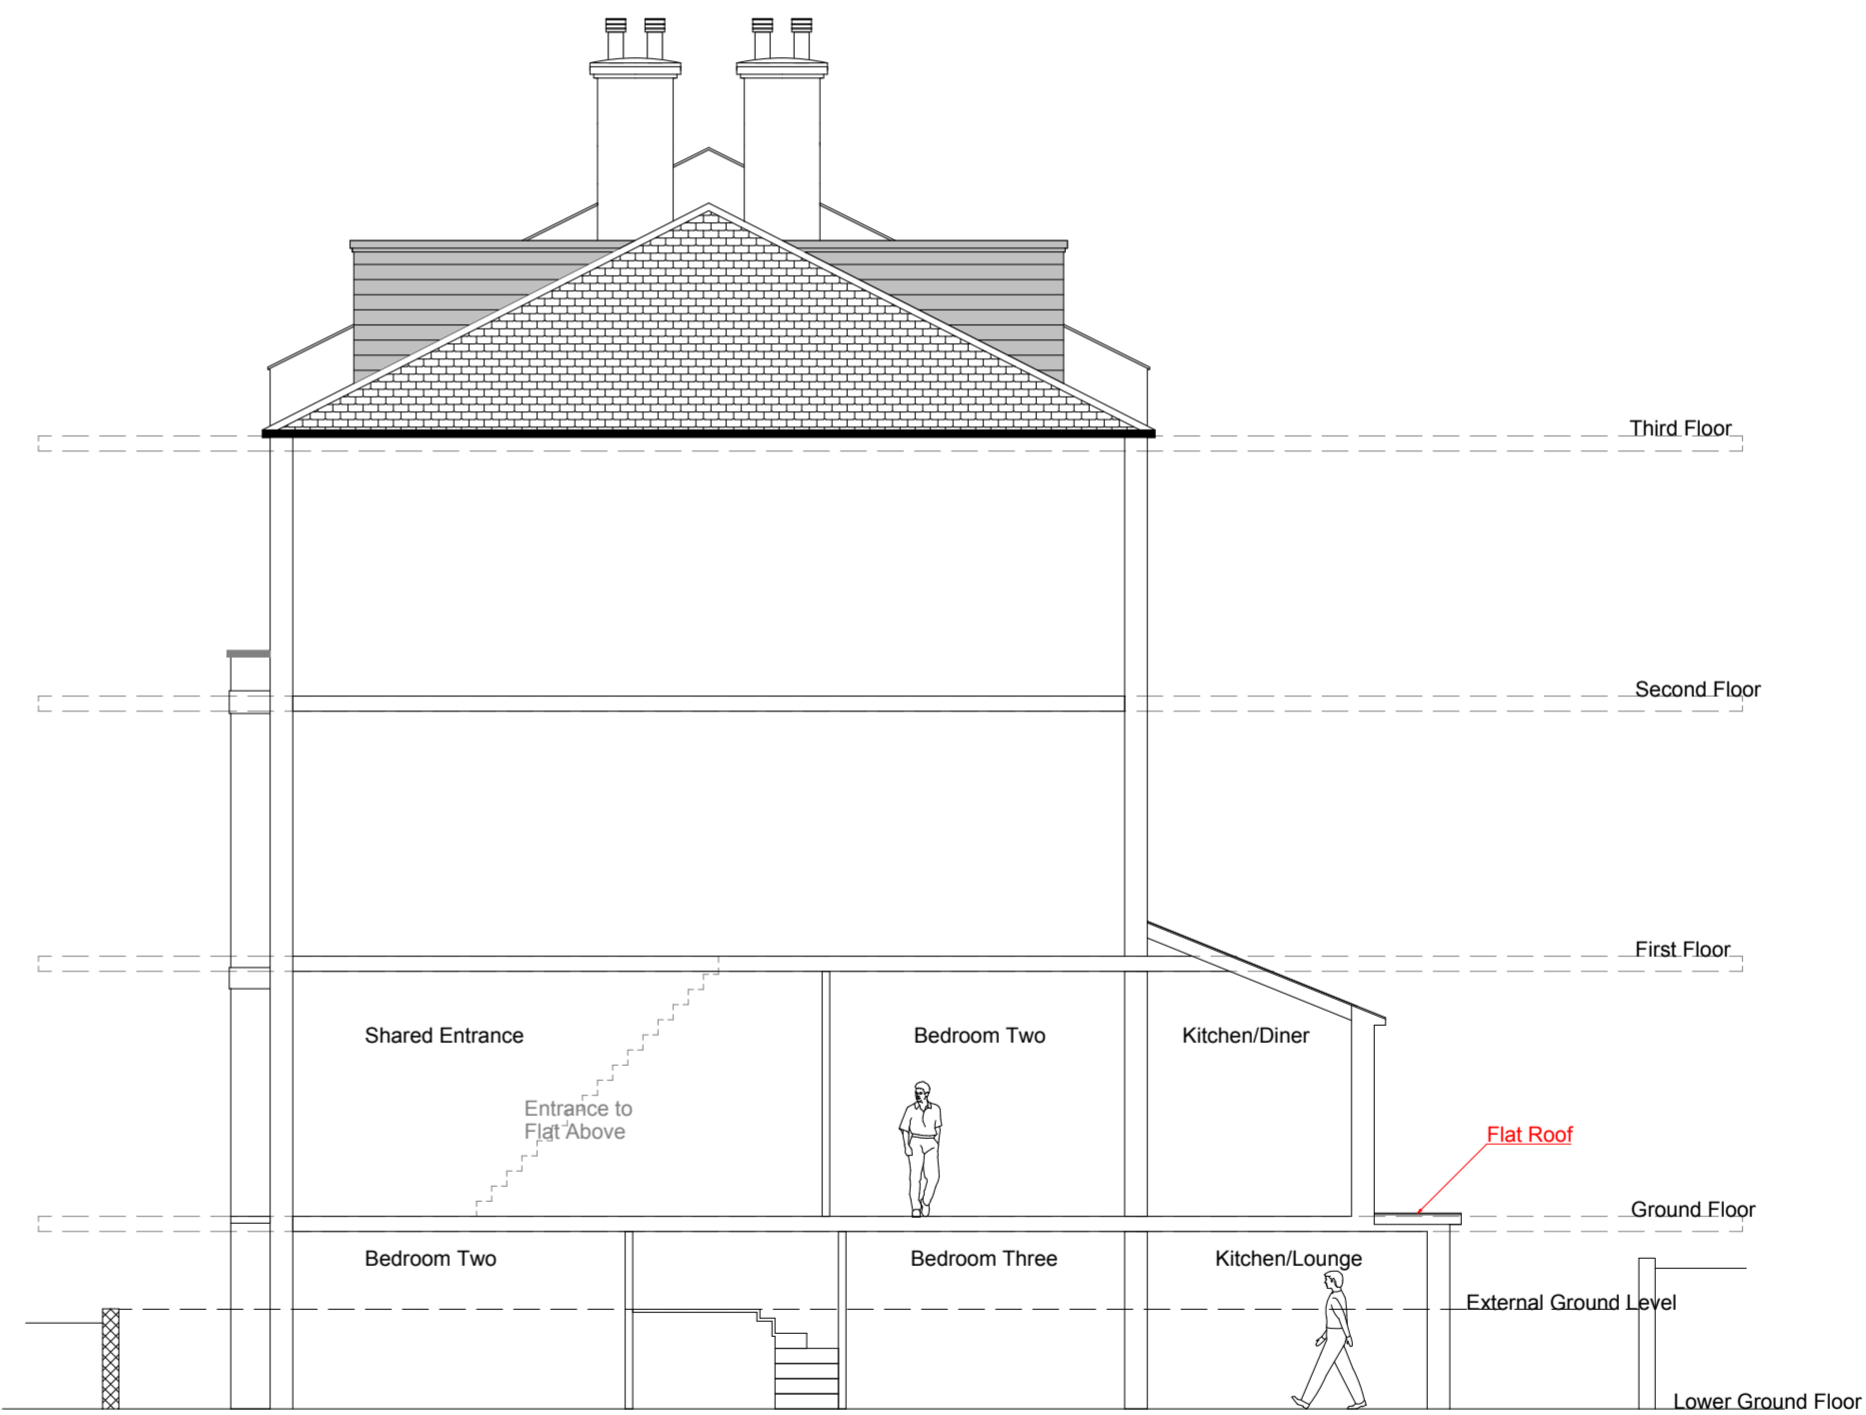 Third Floor
Second Floor
First Floor
Shared Entrance
Bedroom Two
Kitchen/Diner
Entrance to
Flat Above
Flat Roof
Ground Floor
Bedroom Two
Bedroom Three
Kitchen/Lounge
External Ground Level
Lower Ground Floor